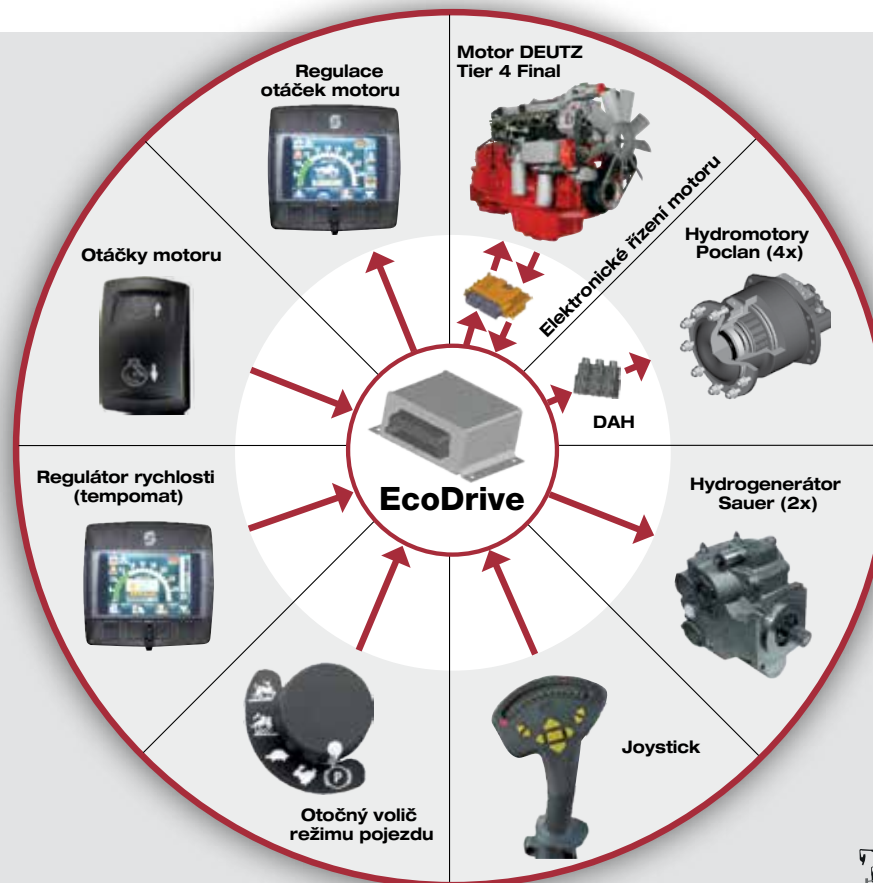 Motor DEUTZ
Tier 4 Final
Regulace
otáček motoru
Elektronické řízení motoru
Hydromotory
Poclan (4x)
Otáčky motoru
DAH
EcoDrive
Regulátor rychlosti
(tempomat)
Hydrogenerátor
Sauer (2x)
P
Joystick
Otočný volič
režimu pojezdu